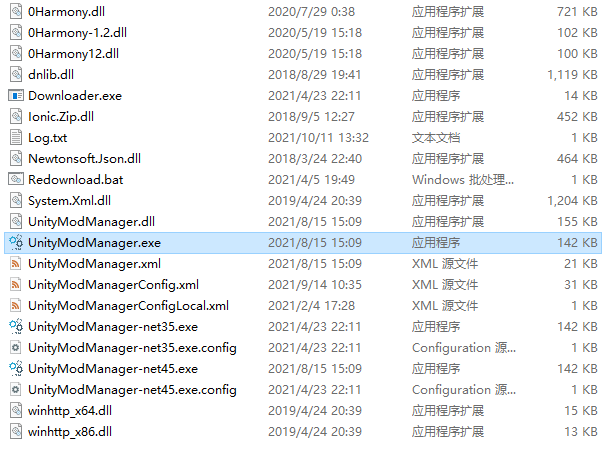 0Harmony.dll 2020/7/29 0:38 应用程序扩展 721 KB
0Harmony-1.2.dll 2020/5/19 15:18 应用程序扩展 102 KB
0Harmony12.dll 2020/5/19 15:18 应用程序扩展 100 KB
dnlib.dll 2018/8/29 19:41 应用程序扩展 1,119 KB
Downloader.exe 2021/4/23 22:11 应用程序 14 KB
Ionic.Zip.dll 2018/9/5 12:27 应用程序扩展 452 KB
Log.txt 2021/10/11 13:32 文本文档 1 KB
Newtonsoft.Json.dll 2018/3/24 22:40 应用程序扩展 464 KB
Redownload.bat 2021/4/5 19:49 Windows 批处理... 1 KB
System.Xml.dll 2019/4/24 20:39 应用程序扩展 1,204 KB
UnityModManager.dll 2021/8/15 15:09 应用程序扩展 155 KB
UnityModManager.exe 2021/8/15 15:09 应用程序 142 KB
UnityModManager.xml 2021/8/15 15:09 XML 源文件 21 KB
UnityModManagerConfig.xml 2021/9/14 10:35 XML 源文件 31 KB
UnityModManagerConfigLocal.xml 2021/2/4 17:28 XML 源文件 1 KB
UnityModManager-net35.exe 2021/4/23 22:11 应用程序 142 KB
UnityModManager-net35.exe.config 2021/4/23 22:11 Configuration 源... 1 KB
UnityModManager-net45.exe 2021/8/15 15:09 应用程序 142 KB
UnityModManager-net45.exe.config 2021/4/23 22:11 Configuration 源... 1 KB
winhttp_x64.dll 2019/4/24 20:39 应用程序扩展 15 KB
winhttp_x86.dll 2019/4/24 20:39 应用程序扩展 13 KB